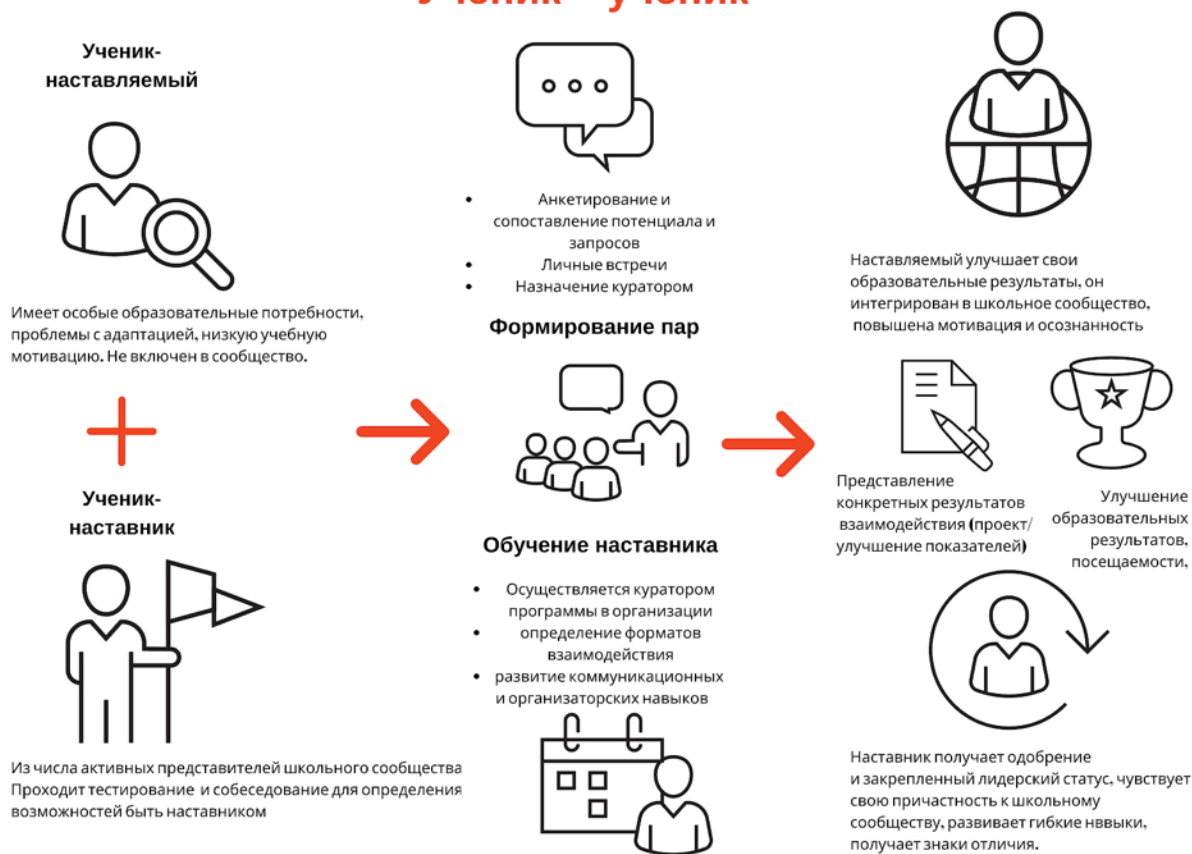 Ученик – ученик
Ученик-
наставляемый
Имеет особые образовательные потребности,
проблемы с адаптацией, низкую учебную
мотивацию. Не включен в сообщество.
Ученик-
наставник
Из числа активных представителей школьного сообщества
Проходит тестирование и собеседование для определения
возможностей быть наставником
• Анкетирование и
сопоставление потенциала и
запросов
• Личные встречи
• Назначение куратором
Формирование пар
Обучение наставника
• Осуществляется куратором
программы в организации
• определение форматов
взаимодействия
• развитие коммуникационных
и организаторских навыков
Наставляемый улучшает свои
образовательные результаты, он
интегрирован в школьное сообщество,
повышена мотивация и осознанность
Представление
конкретных результатов
взаимодействия (проект/
улучшение показателей)
Улучшение
образовательных
результатов,
посещаемости,
Наставник получает одобрение
и закрепленный лидерский статус, чувствует
свою причастность к школьному
сообществу, развивает гибкие нввыки,
получает знаки отличия.